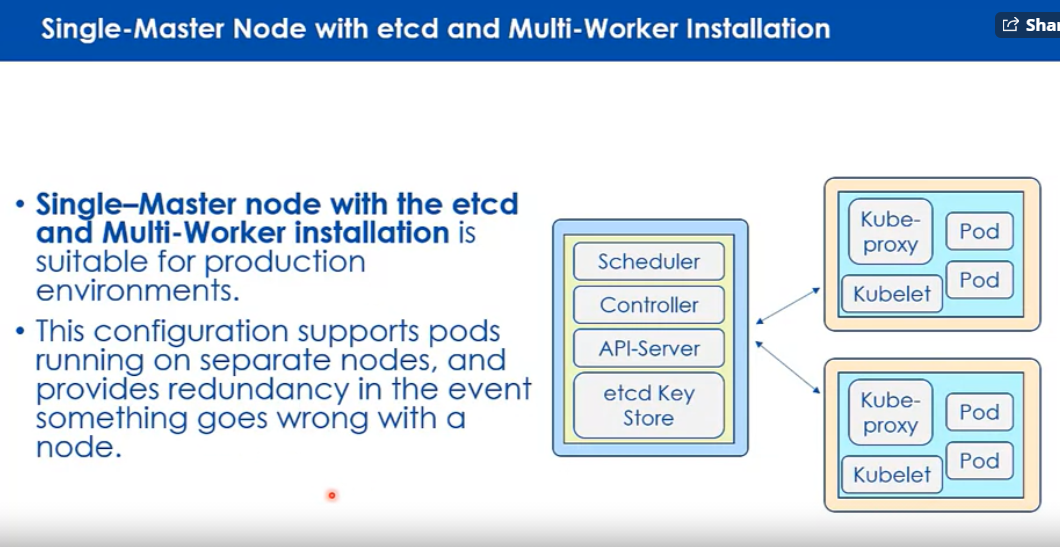 Single-Master Node with etcd and Multi-Worker Installation
• Single–Master node with the etcd
and Multi-Worker installation is
suitable for production
environments.
• This configuration supports pods
running on separate nodes, and
provides redundancy in the event
something goes wrong with a
node.
Scheduler
Controller
API-Server
etcd Key
Store
Kube-
proxy
Pod
Pod
Kubelet
Kube-
proxy
Pod
Pod
Kubelet